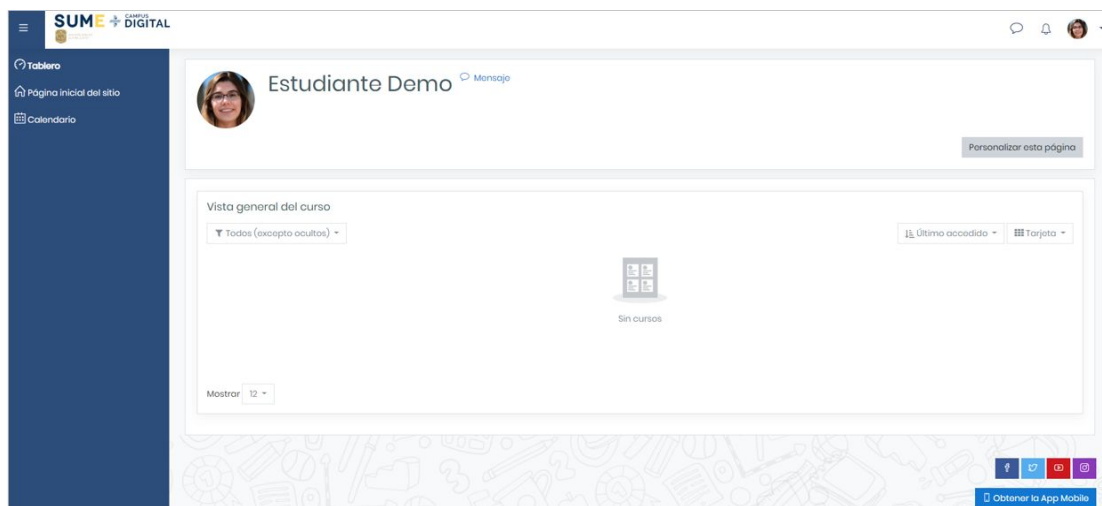 SUME + CAMPUS DIGITAL
Tablero
Página inicial del sitio
Calendario
Estudiante Demo Mensaje
Personalizar esta página
Vista general del curso
Todos (excepto ocultos) Último accedido Tarjeta
Sin cursos
Mostrar 12
Obtener la App Mobile